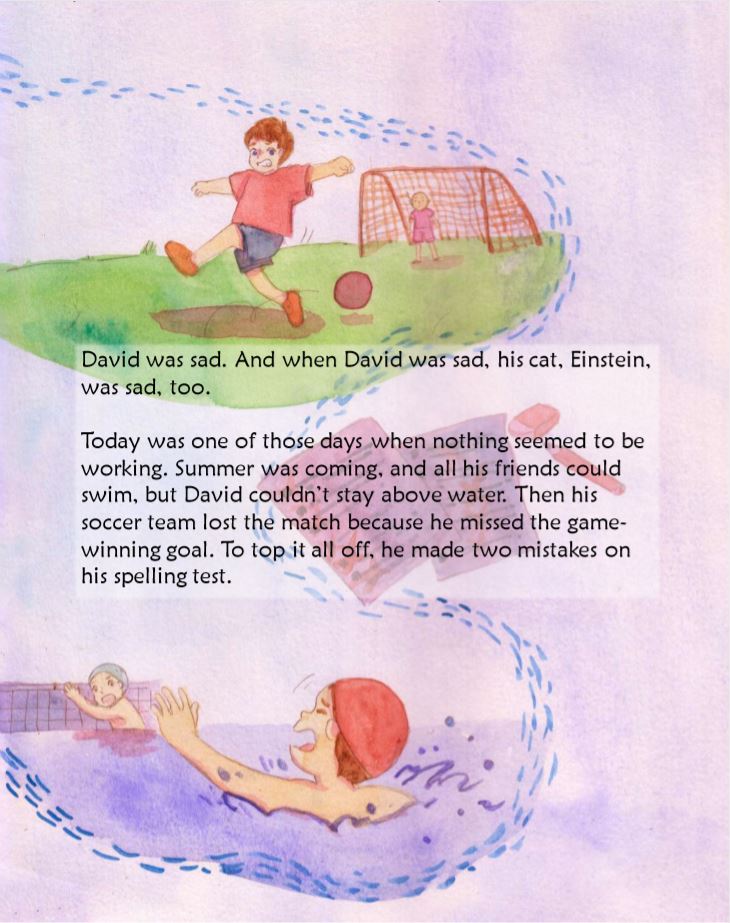 David was sad. And when David was sad, his cat, Einstein,
was sad, too.
Today was one of those days when nothing seemed to be
working. Summer was coming, and all his friends could
swim, but David couldn't stay above water. Then his
soccer team lost the match because he missed the game-
winning goal. To top it all off, he made two mistakes on
his spelling test.